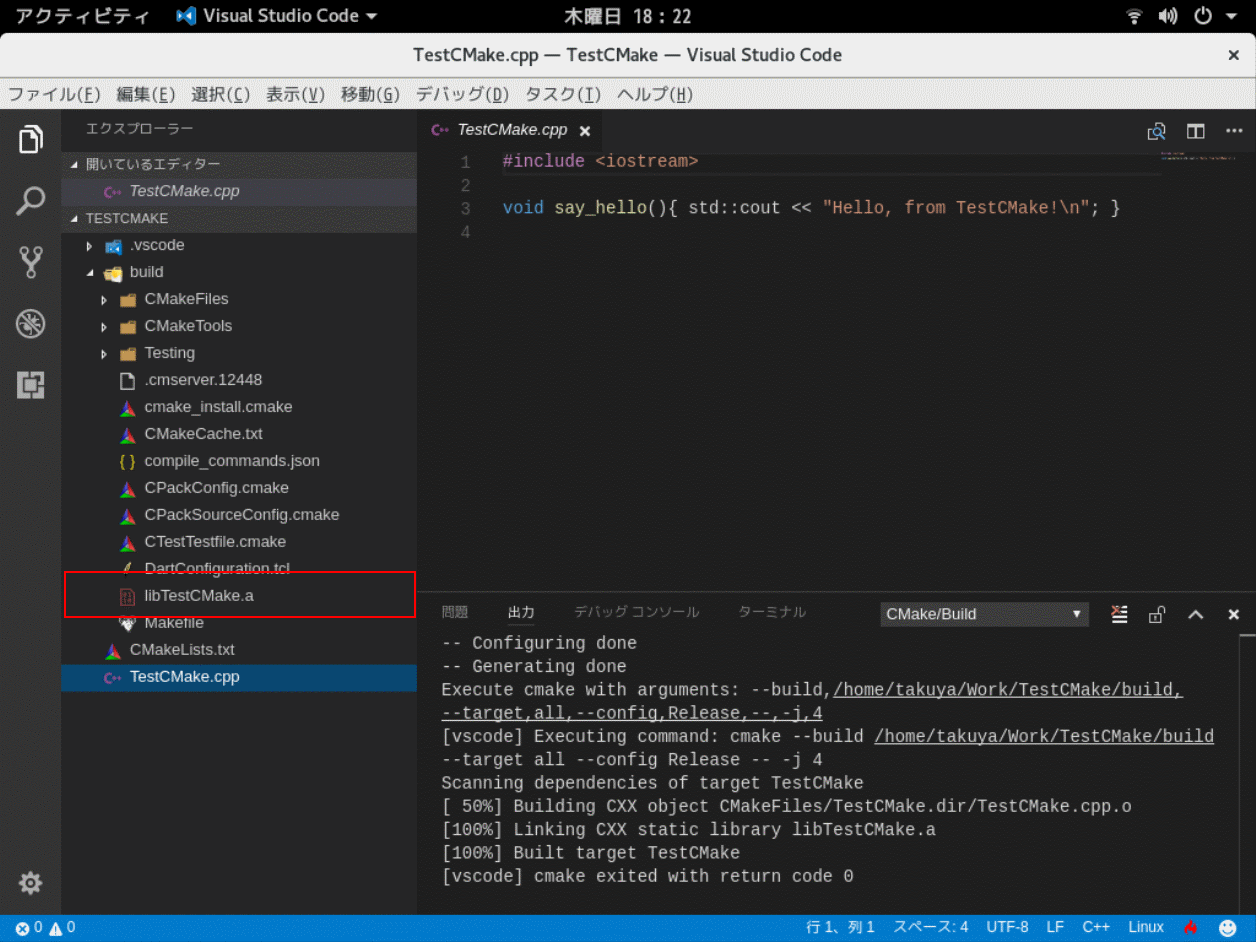 アクティビティ Visual Studio Code 木曜日 18 : 22
TestCMake.cpp — TestCMake — Visual Studio Code
ファイル(F) 編集(E) 選択(C) 表示(V) 移動(G) デバッグ(D) タスク(T) ヘルプ(H)
エクスプローラー
開いているエディター
C++ TestCMake.cpp
TESTCMAKE
.vscode
build
CMakeFiles
CMakeTools
Testing
.cmserver.12448
cmake_install.cmake
CMakeCache.txt
{ } compile_commands.json
CPackConfig.cmake
CPackSourceConfig.cmake
CTestTestfile.cmake
DartConfiguration.tcl
libTestCMake.a
Makefile
CMakeLists.txt
C++ TestCMake.cpp
C++ TestCMake.cpp
1 #include <iostream>
2
3 void say_hello(){ std::cout << "Hello, from TestCMake!\n"; }
4
問題 出力 デバッグ コンソール ターミナル CMake/Build
-- Configuring done
-- Generating done
Execute cmake with arguments: --build,/home/takuya/Work/TestCMake/build,
--target,all,--config,Release,--,-j,4
[vscode] Executing command: cmake --build /home/takuya/Work/TestCMake/build
--target all --config Release -- -j 4
Scanning dependencies of target TestCMake
[ 50%] Building CXX object CMakeFiles/TestCMake.dir/TestCMake.cpp.o
[100%] Linking CXX static library libTestCMake.a
[100%] Built target TestCMake
[vscode] cmake exited with return code 0
0 0 行 1、列 1 スペース: 4 UTF-8 LF C++ Linux